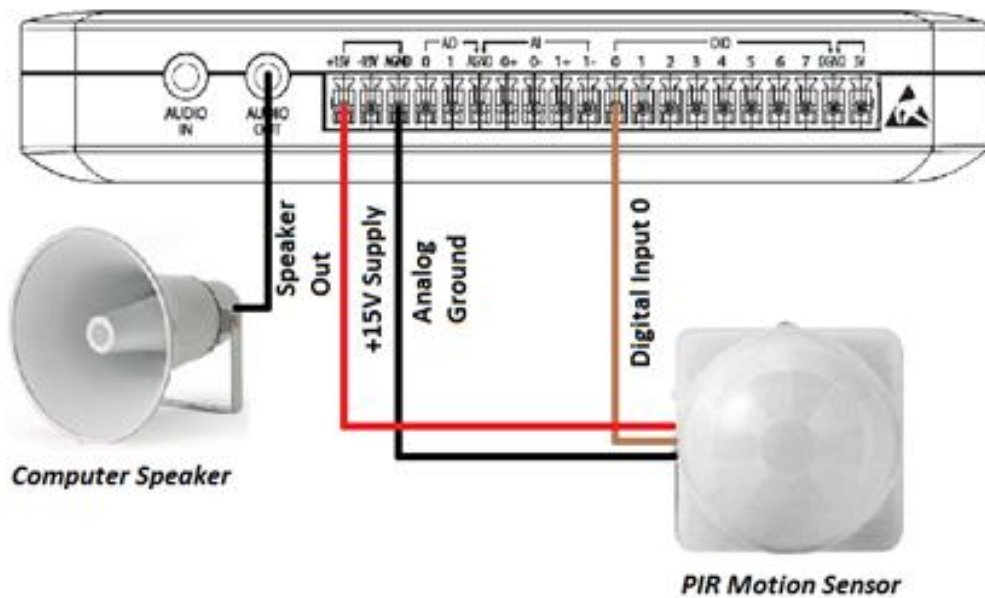 +15V -15V AGND 0 1 AGND 0+ 0- 1+ 1- 0 1 2 3 4 5 6 7 DGND 5V
AO AI DIO
AUDIO IN
AUDIO OUT
Speaker
Out
+15V Supply
Analog
Ground
Digital Input 0
Computer Speaker
PIR Motion Sensor